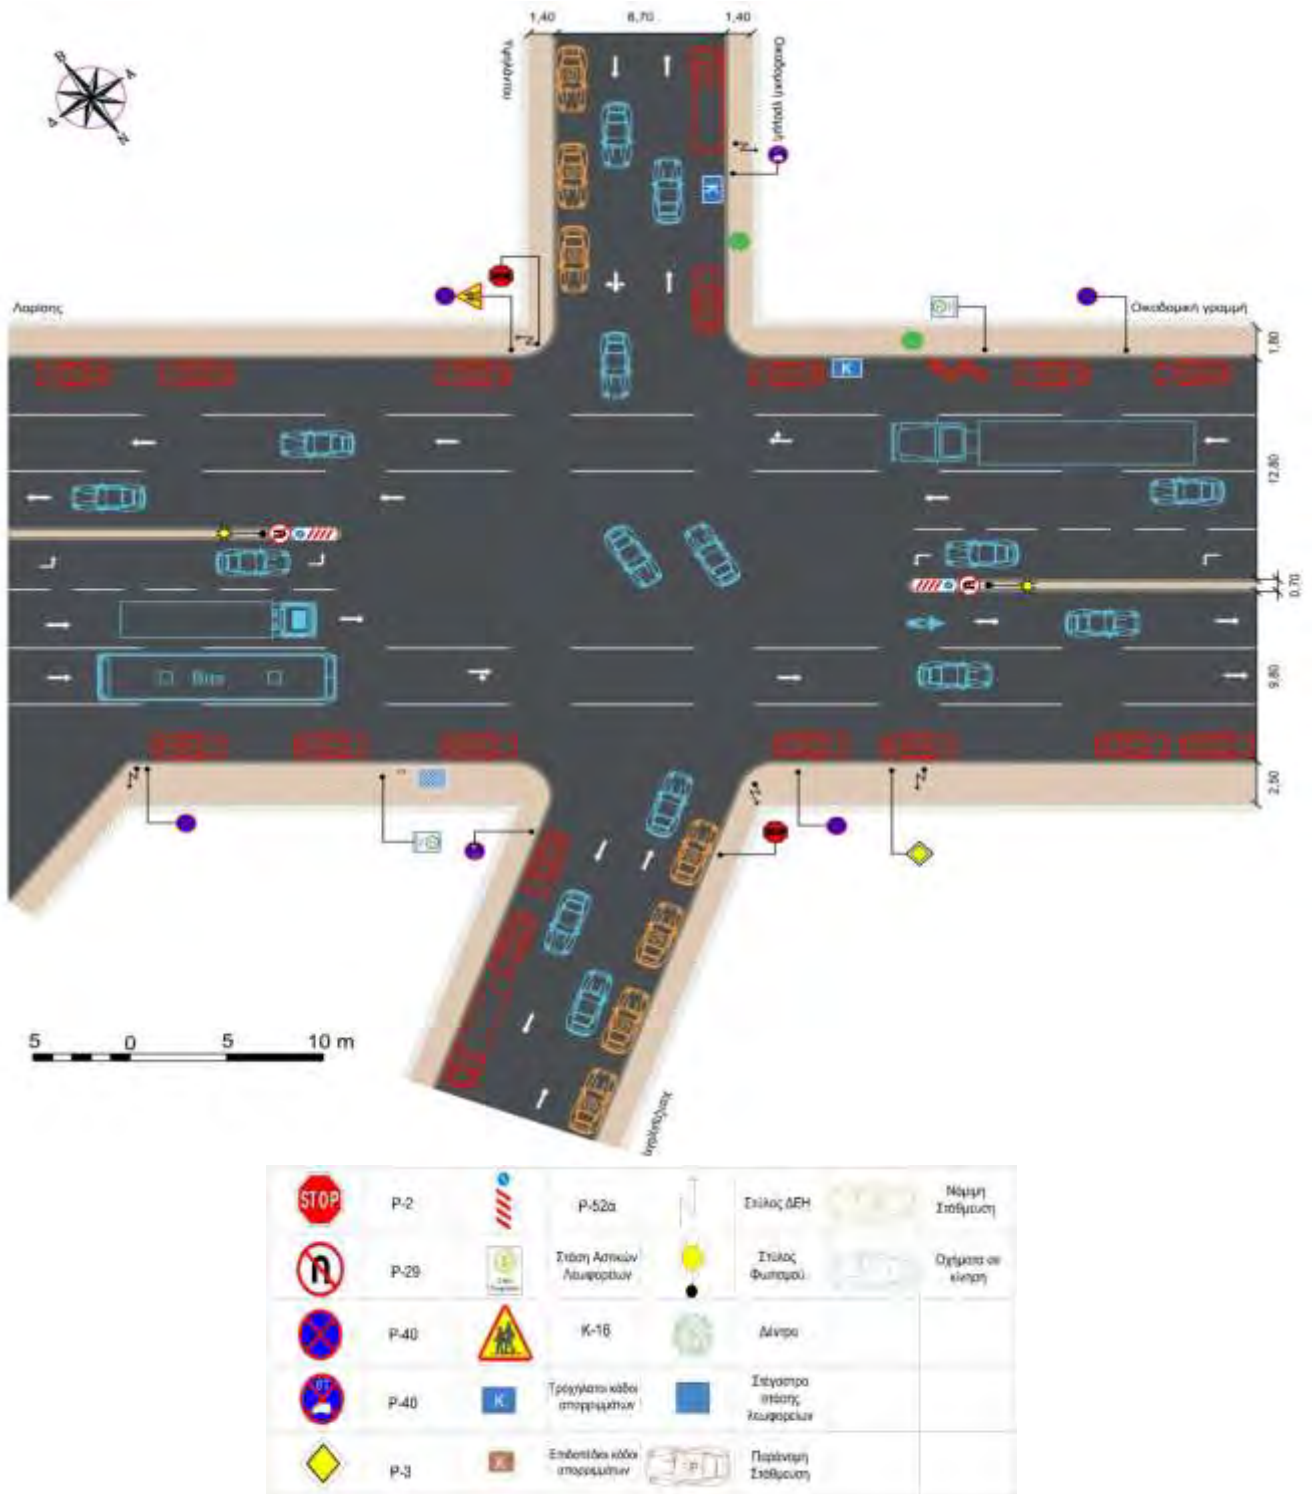 1,40 8,70 1,40
Οικοδομική γραμμή
Λαρίσης
Οικοδομική γραμμή
1,80
12,80
0,70
9,80
2,50
K
K
Bus
5 0 5 10 m
STOP P-2 P-52α Στύλος ΔΕΗ Νόμιμη Στάθμευση
P-29 Στάση Αστικών Λεωφορείων Στύλος Φωτισμού Οχήματα σε κίνηση
P-40 K-16 Δέντρο
P-40 K Τροχήλατοι κάδοι απορριμμάτων Στέγαστρο στάσης λεωφορείων
P-3 K Επιδαπέδιοι κάδοι απορριμμάτων P Παράνομη Στάθμευση